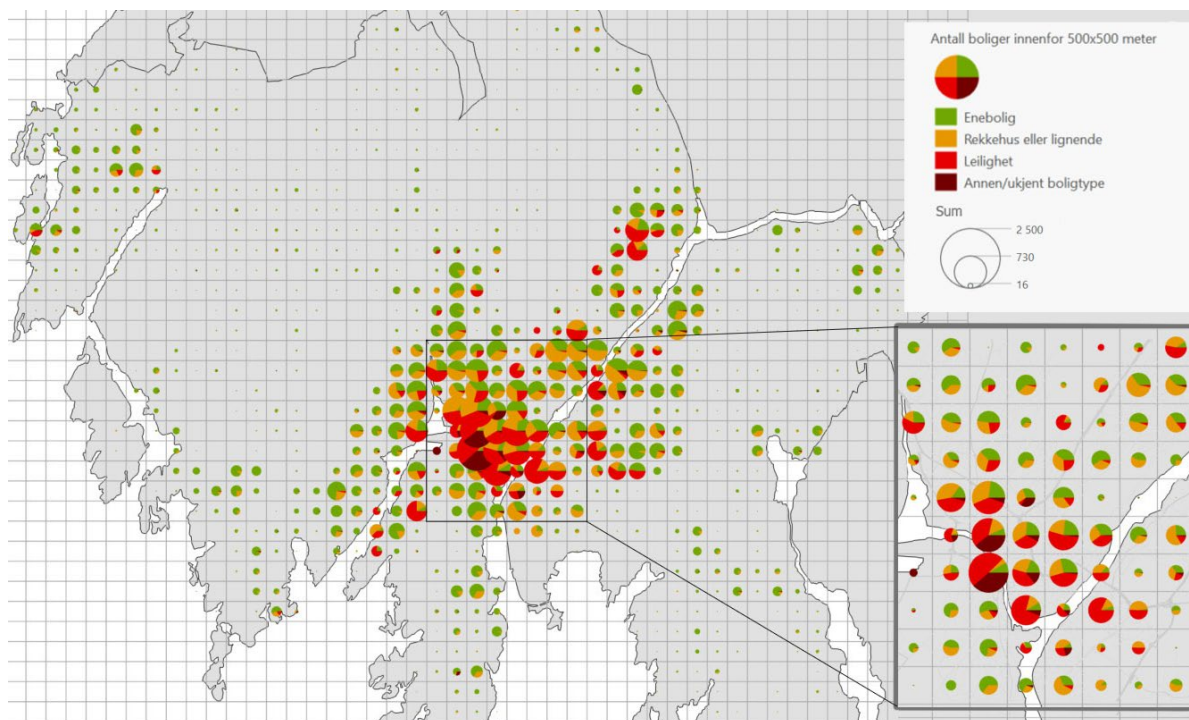 Antall boliger innenfor 500x500 meter
Enebolig
Rekkehus eller lignende
Leilighet
Annen/ukjent boligtype
Sum
2 500
730
16